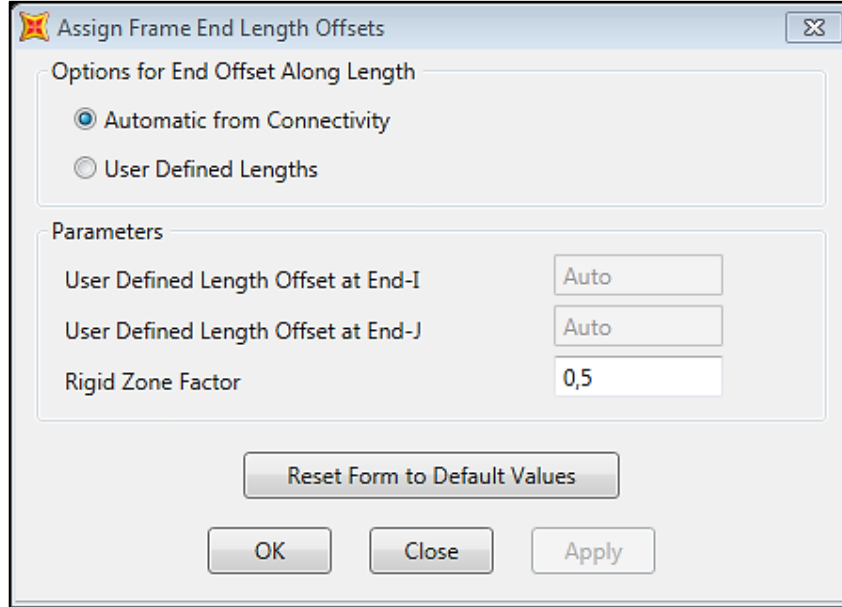 Assign Frame End Length Offsets
Options for End Offset Along Length
Automatic from Connectivity
User Defined Lengths
Parameters
User Defined Length Offset at End-I
Auto
User Defined Length Offset at End-J
Auto
Rigid Zone Factor
0,5
Reset Form to Default Values
OK
Close
Apply